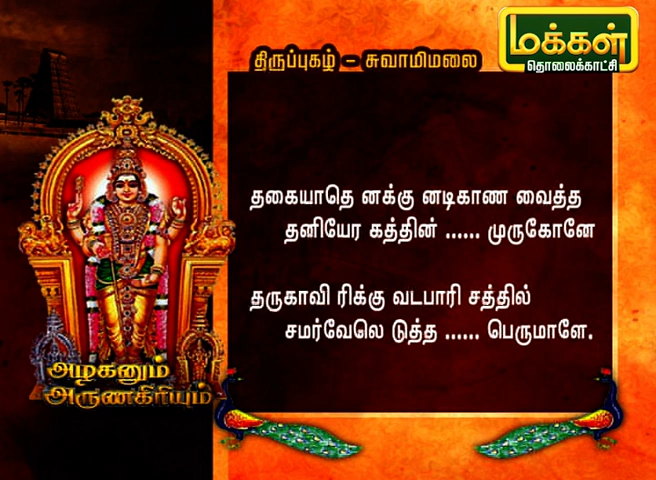 மக்கள்
தொலைக்காட்சி
திருப்புகழ் - சுவாமிமலை
தகையாதெ னக்கு னடிகாண வைத்த
தனியேர கத்தின் ...... முருகோனே
தருகாவி ரிக்கு வடபாரி சத்தில்
சமர்வேலெ டுத்த ...... பெருமாளே.
அழகனும்
அருணகிரியும்